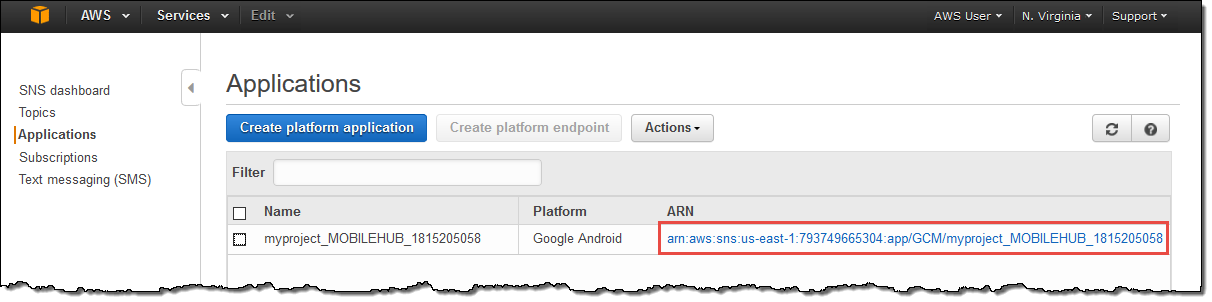 AWS Services Edit AWS User N. Virginia Support
SNS dashboard
Topics
Applications
Subscriptions
Text messaging (SMS)
Applications
Create platform application Create platform endpoint Actions
Filter
Name Platform ARN
myproject_MOBILEHUB_1815205058 Google Android arn:aws:sns:us-east-1:793749665304:app/GCM/myproject_MOBILEHUB_1815205058